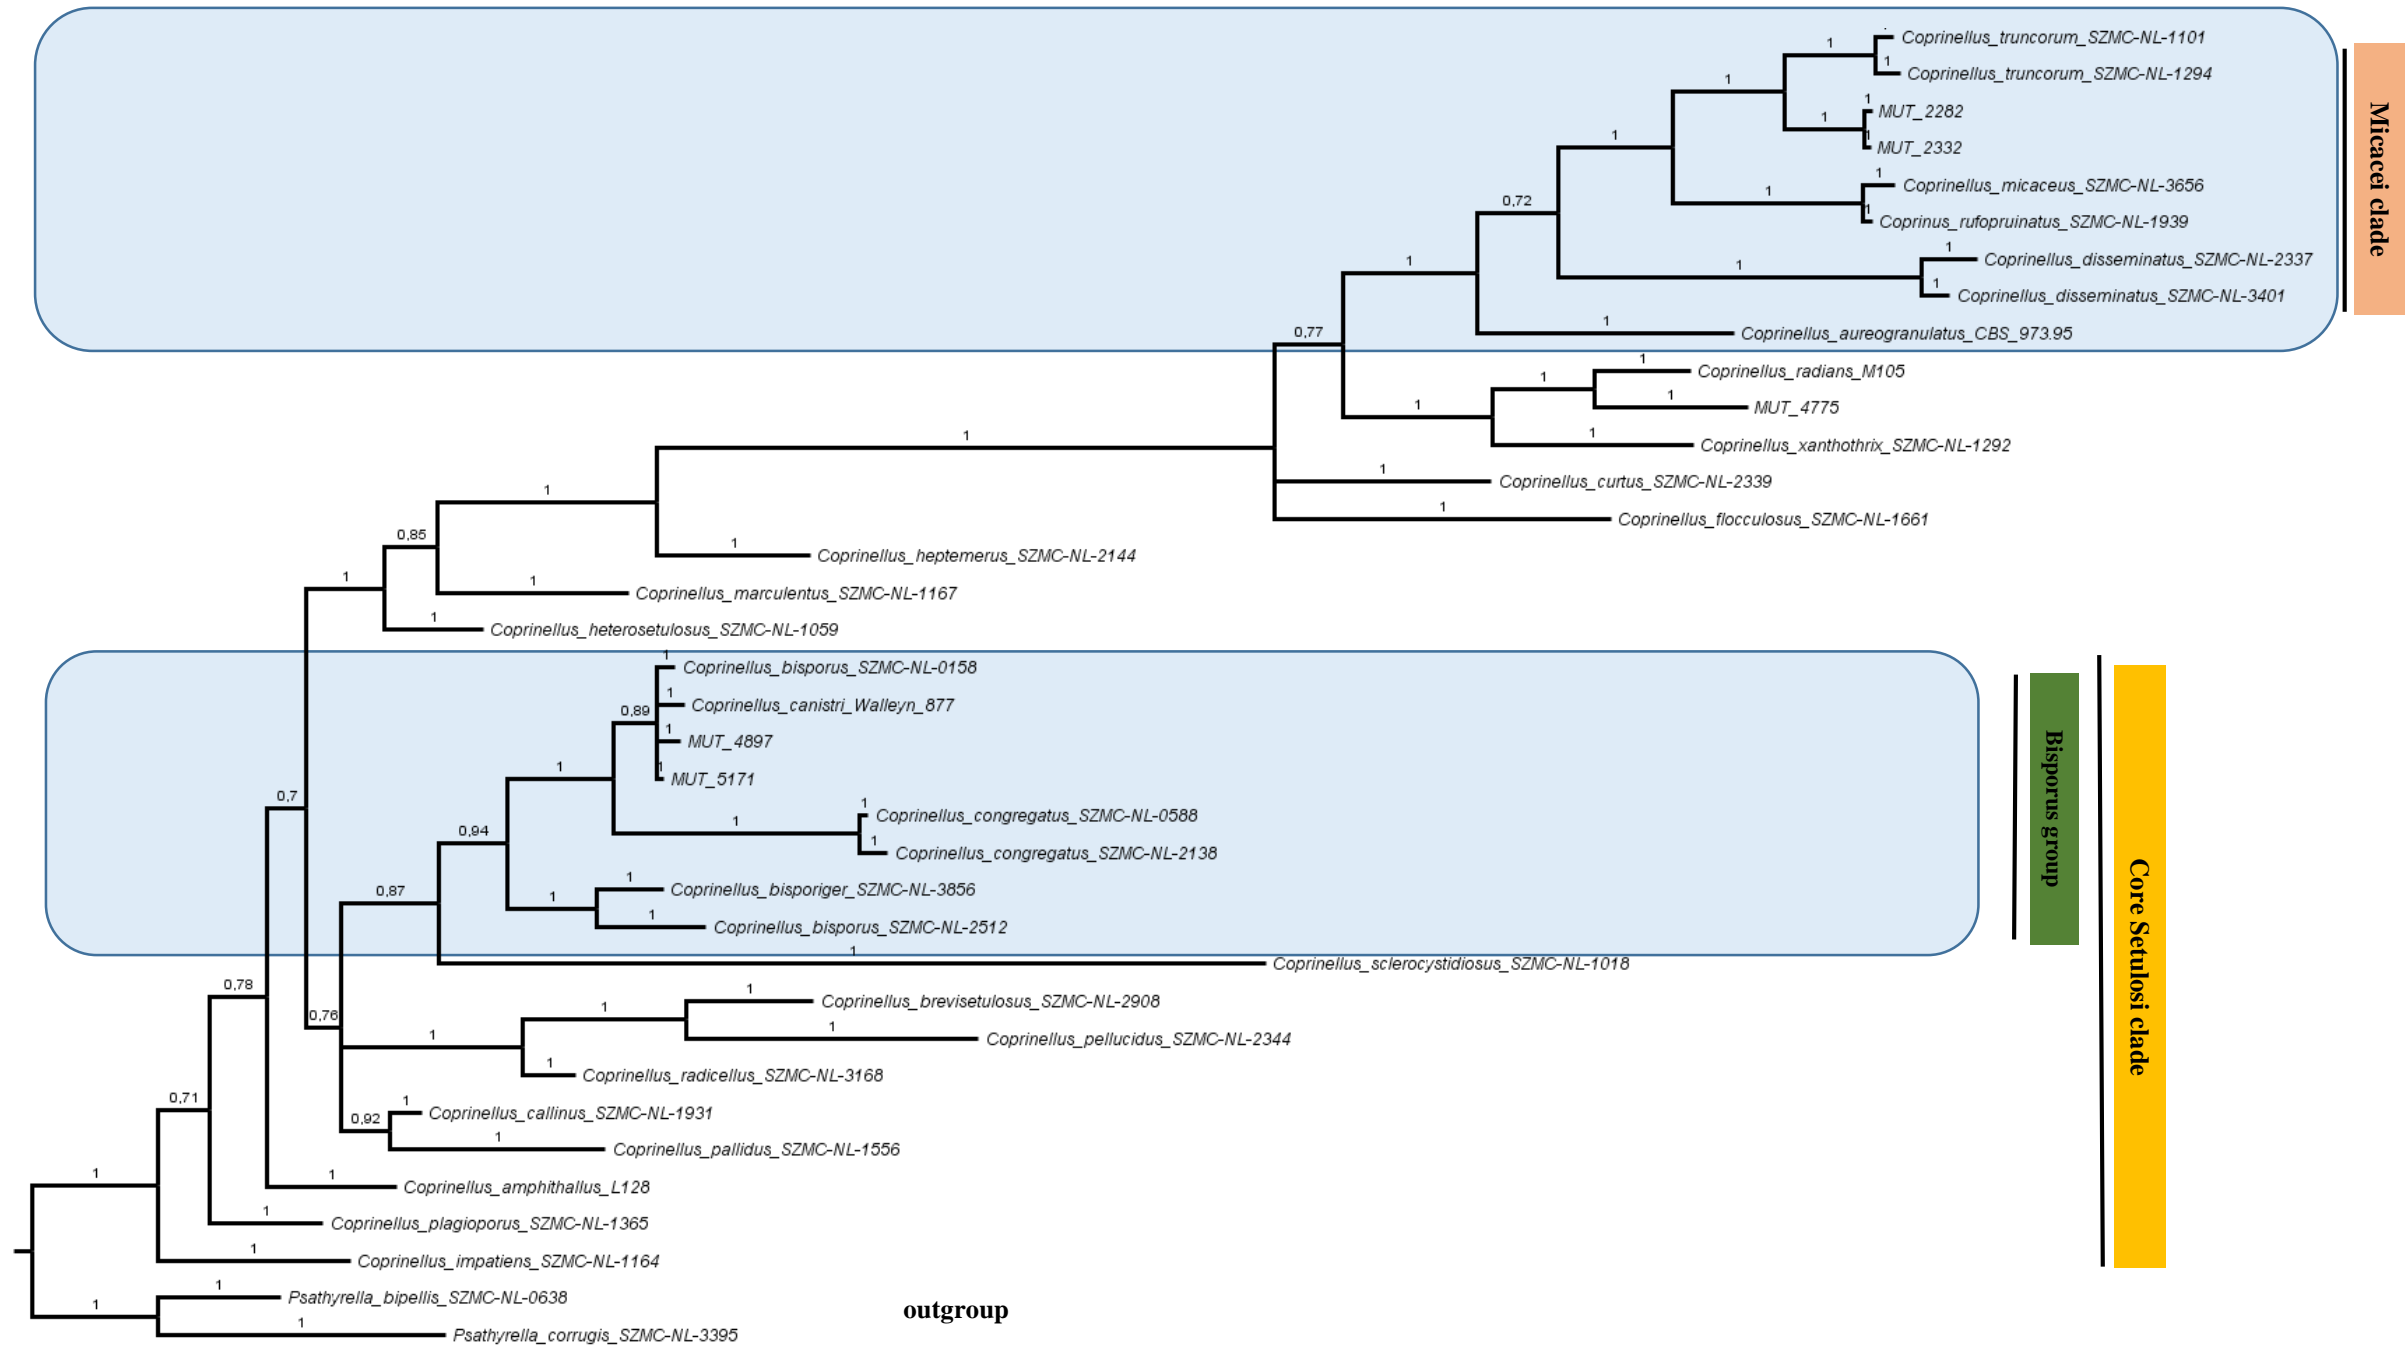 1
Coprinellus_truncorum_SZMC-NL-1101
1
Coprinellus_truncorum_SZMC-NL-1294
1
1
MUT_2282
1
1
MUT_2332
1
1
Coprinellus_micaceus_SZMC-NL-3656
1
1
Coprinus_rufopruinatus_SZMC-NL-1939
0,72
1
Coprinellus_disseminatus_SZMC-NL-2337
1
1
Coprinellus_disseminatus_SZMC-NL-3401
1
1
Coprinellus_aureogranulatus_CBS_973.95
0,77
Micacei clade
1
Coprinellus_radians_M105
1
1
MUT_4775
1
1
Coprinellus_xanthothrix_SZMC-NL-1292
1
1
Coprinellus_curtus_SZMC-NL-2339
1
Coprinellus_flocculosus_SZMC-NL-1661
1
0,85
1
Coprinellus_heptemerus_SZMC-NL-2144
1
1
Coprinellus_marculentus_SZMC-NL-1167
1
Coprinellus_heterosetulosus_SZMC-NL-1059
1
Coprinellus_bisporus_SZMC-NL-0158
1
Coprinellus_canistri_Walleyn_877
0,89
1
MUT_4897
1
1
MUT_5171
0,7
1
Coprinellus_congregatus_SZMC-NL-0588
1
0,94
1
Coprinellus_congregatus_SZMC-NL-2138
0,87
1
Coprinellus_bisporiger_SZMC-NL-3856
1
1
Coprinellus_bisporus_SZMC-NL-2512
Bisporus group
1
Coprinellus_sclerocystidiosus_SZMC-NL-1018
0,78
1
Coprinellus_brevisetulosus_SZMC-NL-2908
0,76
1
1
Coprinellus_pellucidus_SZMC-NL-2344
1
1
Coprinellus_radicellus_SZMC-NL-3168
0,71
1
Coprinellus_callinus_SZMC-NL-1931
0,92
1
Coprinellus_pallidus_SZMC-NL-1556
1
1
Coprinellus_amphithallus_L128
1
Coprinellus_plagioporus_SZMC-NL-1365
1
Coprinellus_impatiens_SZMC-NL-1164
Core Setulosi clade
1
Psathyrella_bipellis_SZMC-NL-0638
1
outgroup
1
Psathyrella_corrugis_SZMC-NL-3395